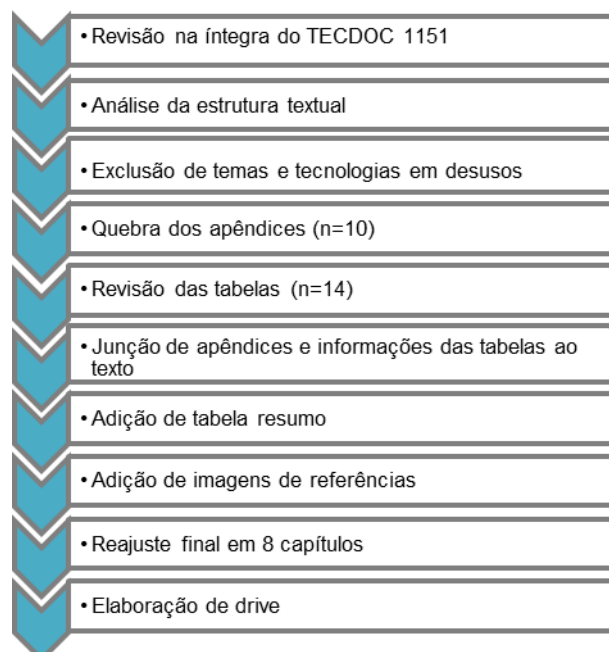 • Revisão na íntegra do TECDOC 1151
• Análise da estrutura textual
• Exclusão de temas e tecnologias em desusos
• Quebra dos apêndices (n=10)
• Revisão das tabelas (n=14)
• Junção de apêndices e informações das tabelas ao
texto
• Adição de tabela resumo
• Adição de imagens de referências
• Reajuste final em 8 capítulos
• Elaboração de drive